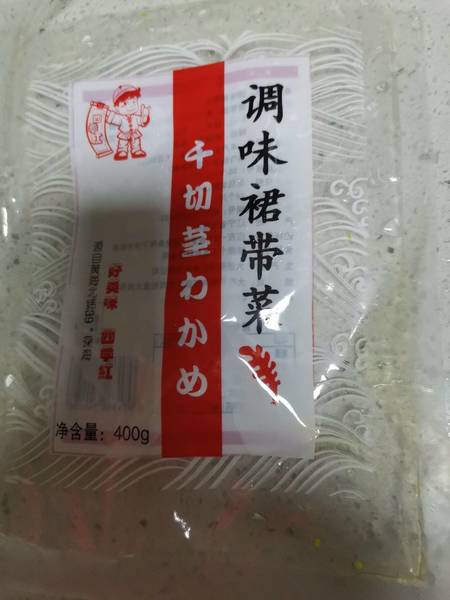 调味裙带菜
千切茎わかめ
好美味 四季红
净含量：400g